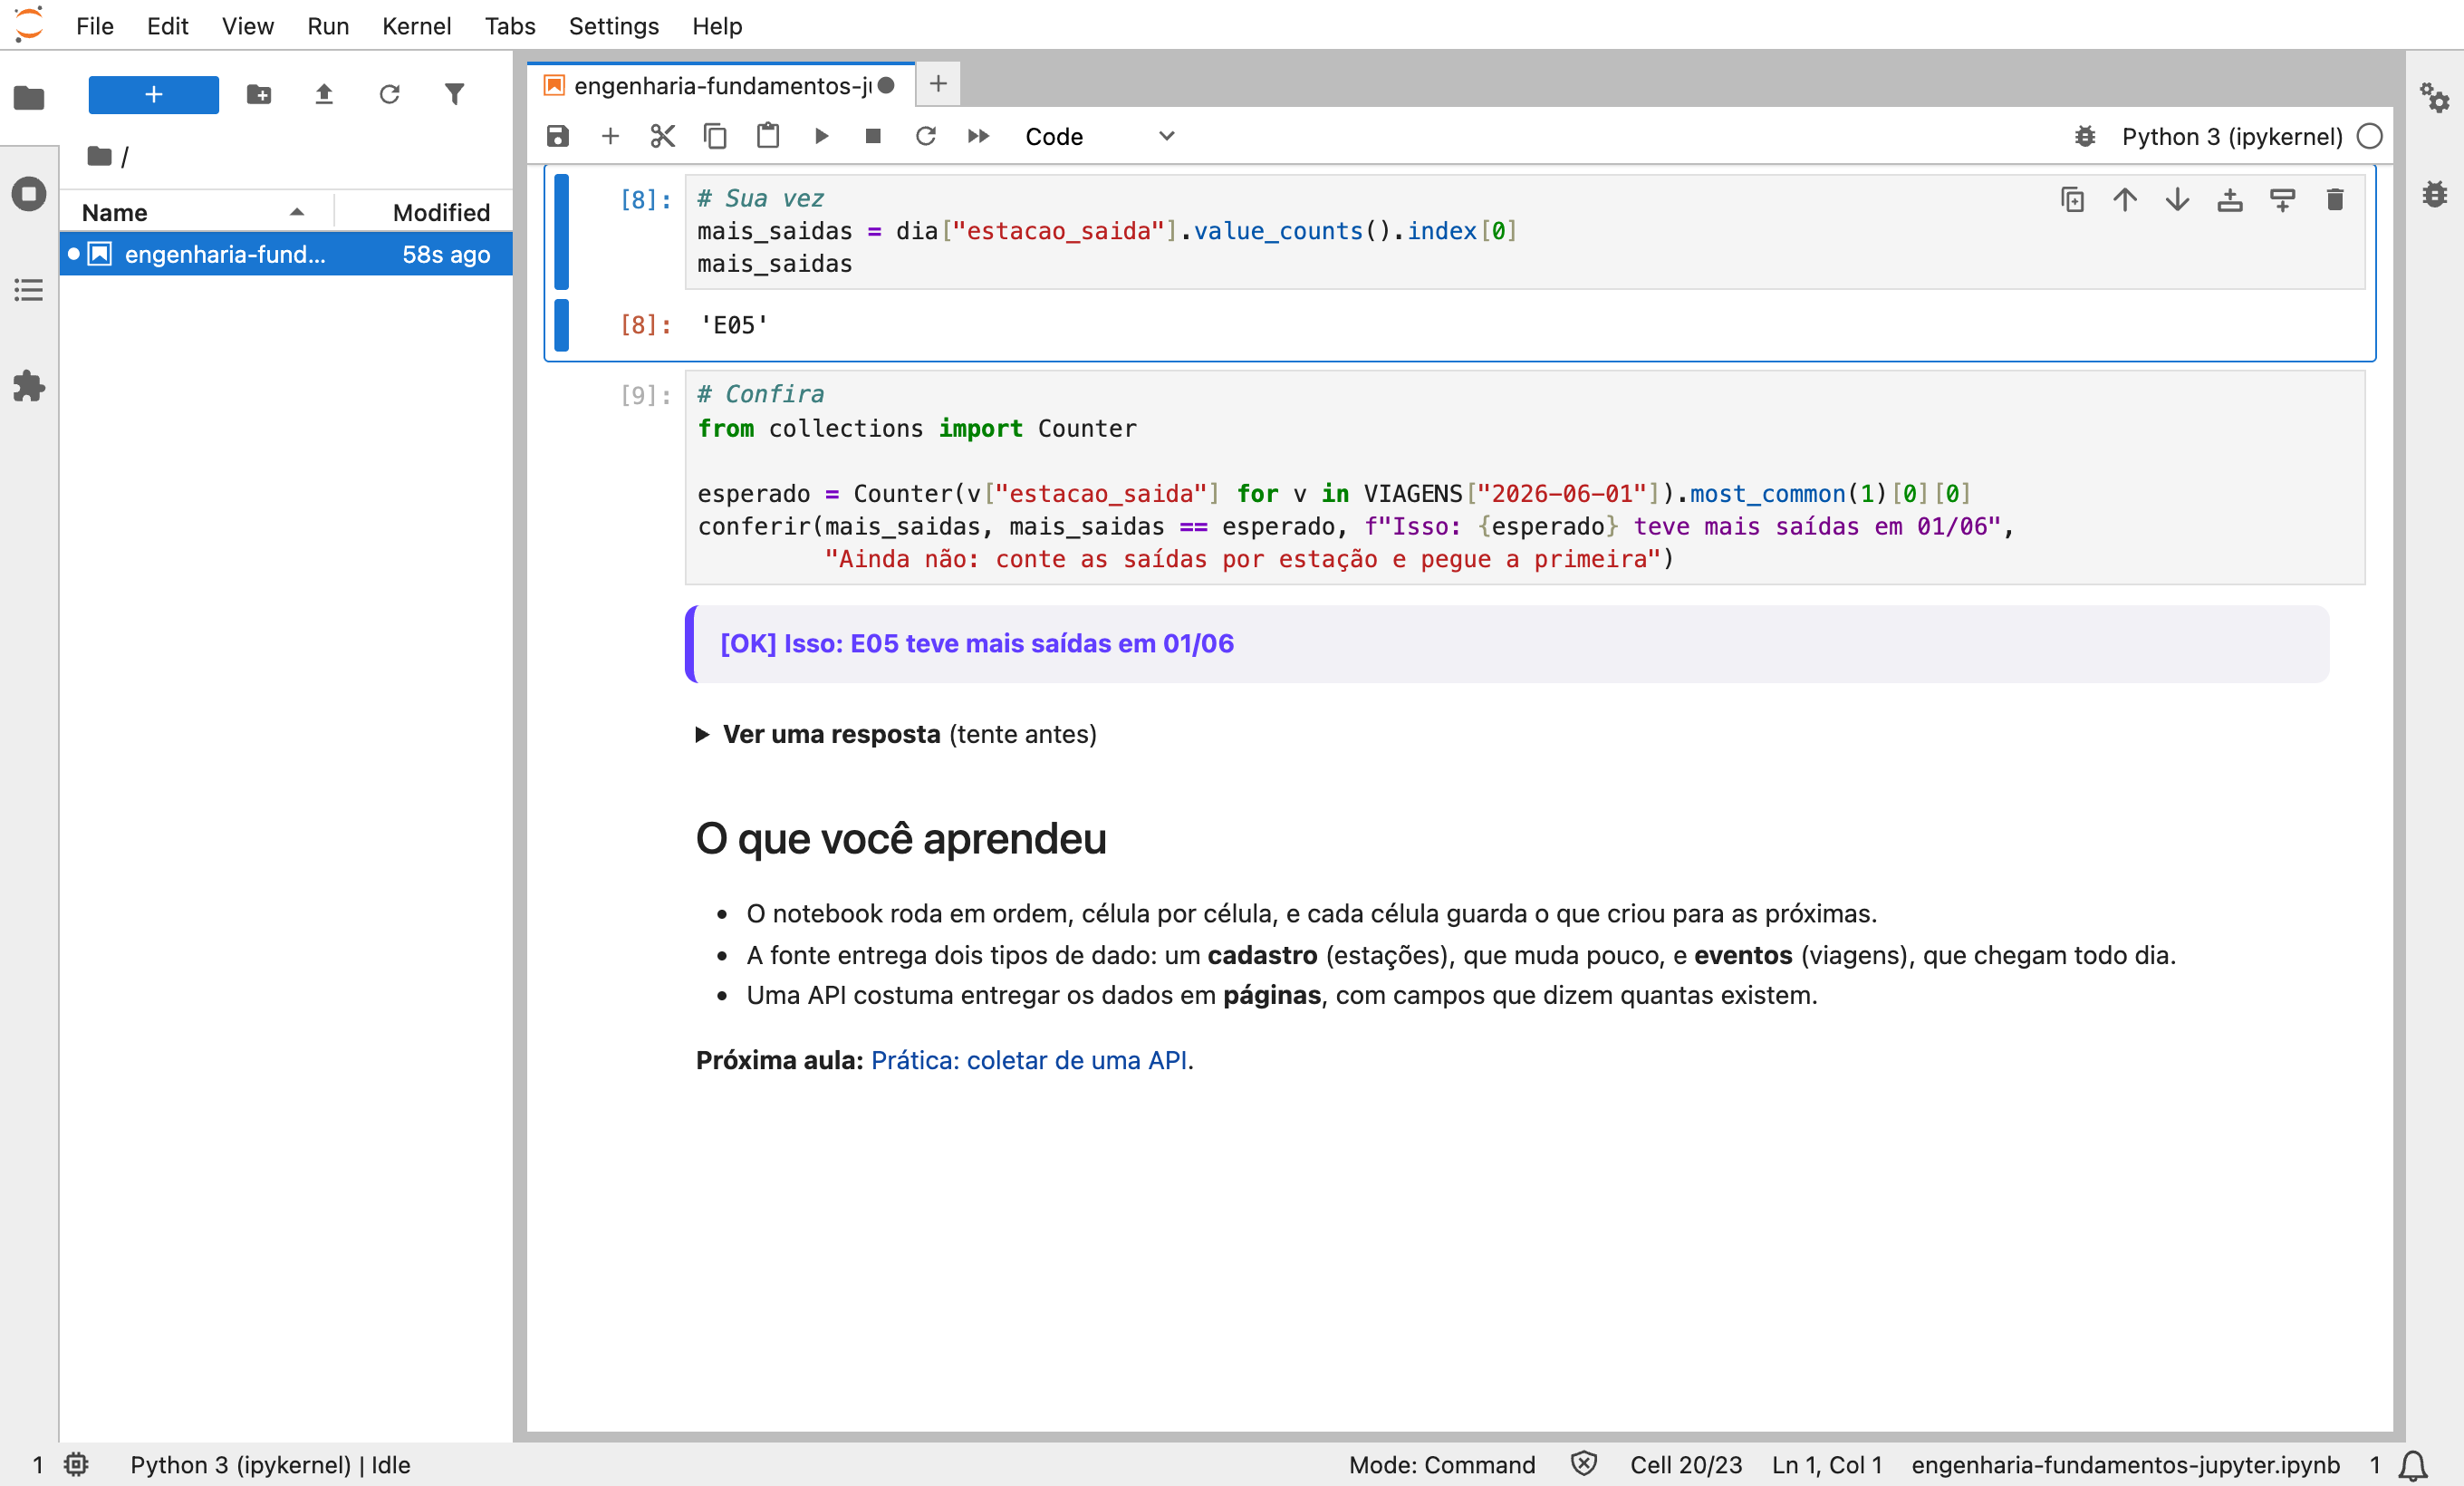 File Edit View Run Kernel Tabs Settings Help
+
/
Name Modified
engenharia-fund... 58s ago
engenharia-fundamentos-j
Code
Python 3 (ipykernel)
[8]: # Sua vez
mais_saidas = dia["estacao_saida"].value_counts().index[0]
mais_saidas
[8]: 'E05'
[9]: # Confira
from collections import Counter
esperado = Counter(v["estacao_saida"] for v in VIAGENS["2026-06-01"]).most_common(1)[0][0]
conferir(mais_saidas, mais_saidas == esperado, f"Isso: {esperado} teve mais saídas em 01/06",
"Ainda não: conte as saídas por estação e pegue a primeira")
[OK] Isso: E05 teve mais saídas em 01/06
▶ Ver uma resposta (tente antes)
O que você aprendeu
• O notebook roda em ordem, célula por célula, e cada célula guarda o que criou para as próximas.
• A fonte entrega dois tipos de dado: um cadastro (estações), que muda pouco, e eventos (viagens), que chegam todo dia.
• Uma API costuma entregar os dados em páginas, com campos que dizem quantas existem.
Próxima aula: Prática: coletar de uma API.
1 Python 3 (ipykernel) | Idle Mode: Command Cell 20/23 Ln 1, Col 1 engenharia-fundamentos-jupyter.ipynb 1